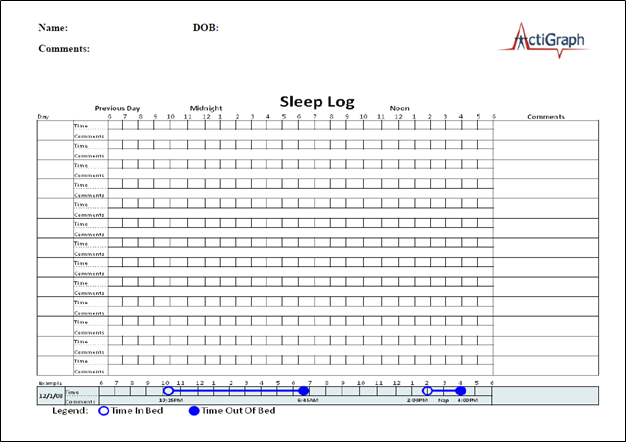 Name: DOB:
ActiGraph
Comments:
Sleep Log
Previous Day Midnight Noon
Day 6 7 8 9 10 11 12 1 2 3 4 5 6 7 8 9 10 11 12 1 2 3 4 5 6 Comments
Time
Comments
Time
Comments
Time
Comments
Time
Comments
Time
Comments
Time
Comments
Time
Comments
Time
Comments
Time
Comments
Time
Comments
Time
Comments
Time
Comments
Time
Comments
Example 6 7 8 9 10 11 12 1 2 3 4 5 6 7 8 9 10 11 12 1 2 3 4 5 6
12/1/08 Time
Comments 6:45AM 2:00PM Nap 4:00PM
Legend: Time In Bed Time Out Of Bed